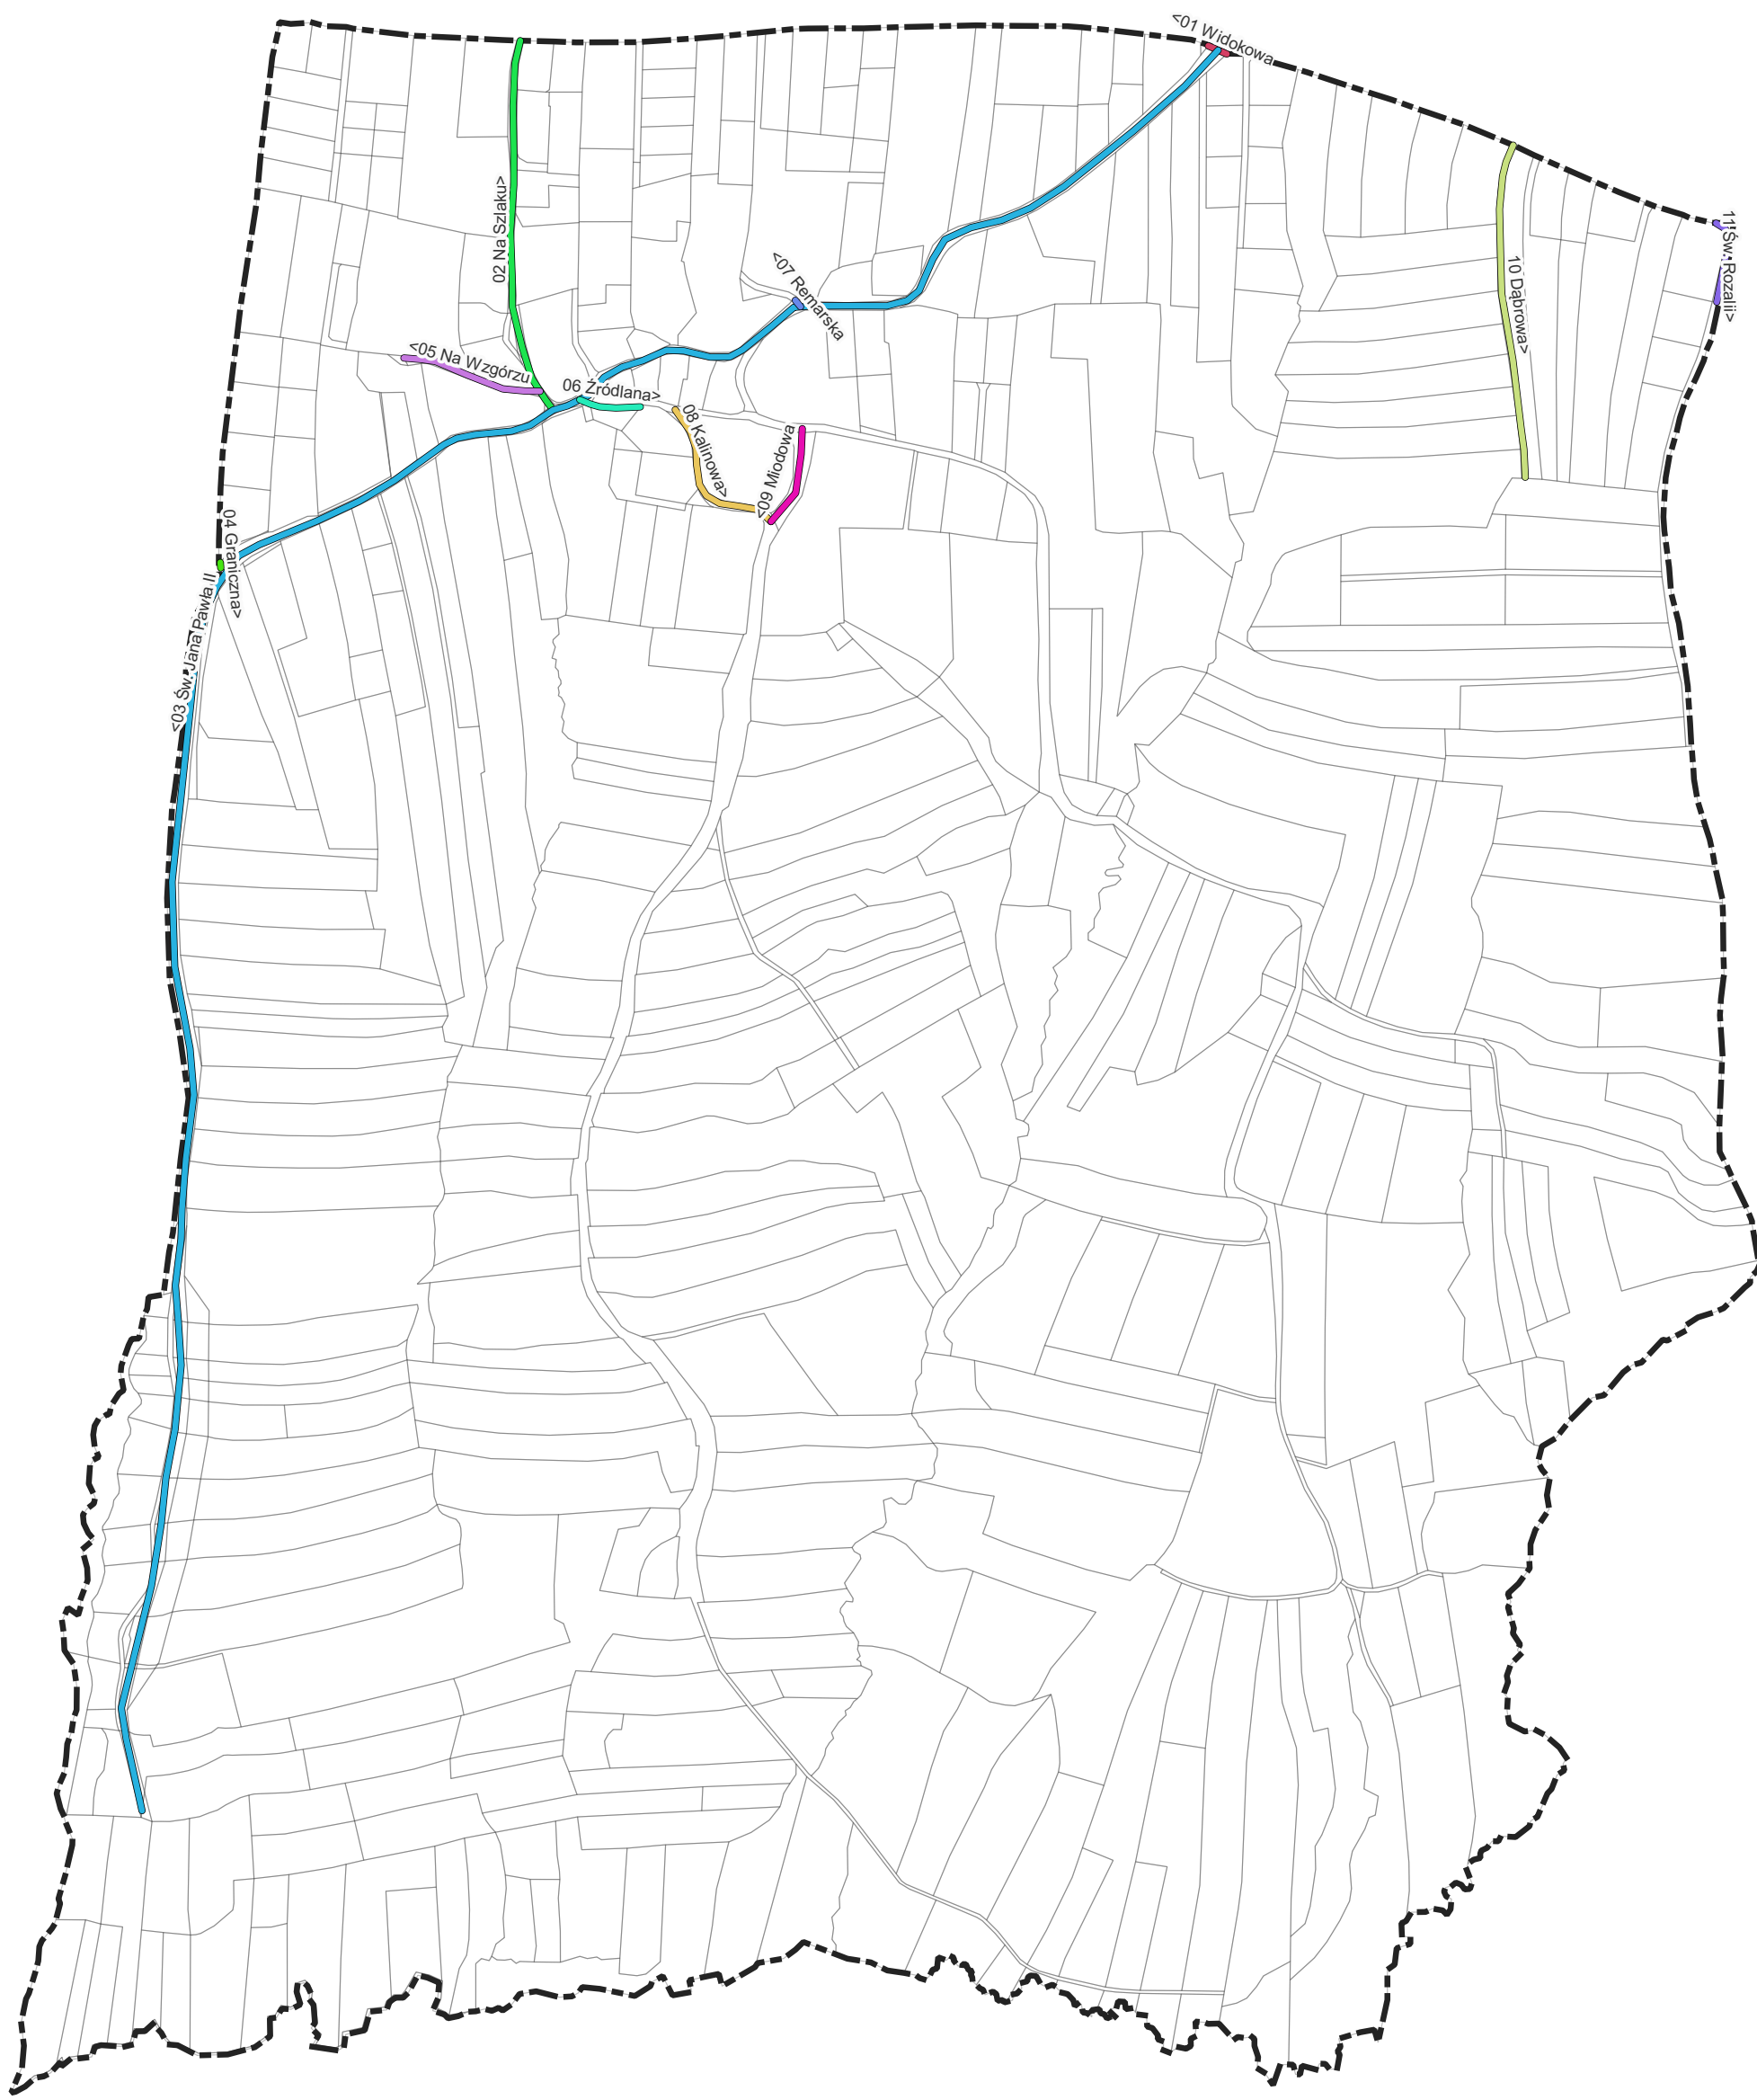 <01 Widokowa
02 Na Szlaku>
<03 Św. Jana Pawła II
04 Graniczna>
<05 Na Wzgórzu
06 Źródlana>
<07 Remarska
08 Kalinowa>
<09 Miodowa
10 Dąbrowa>
11 Św. Rozalii>